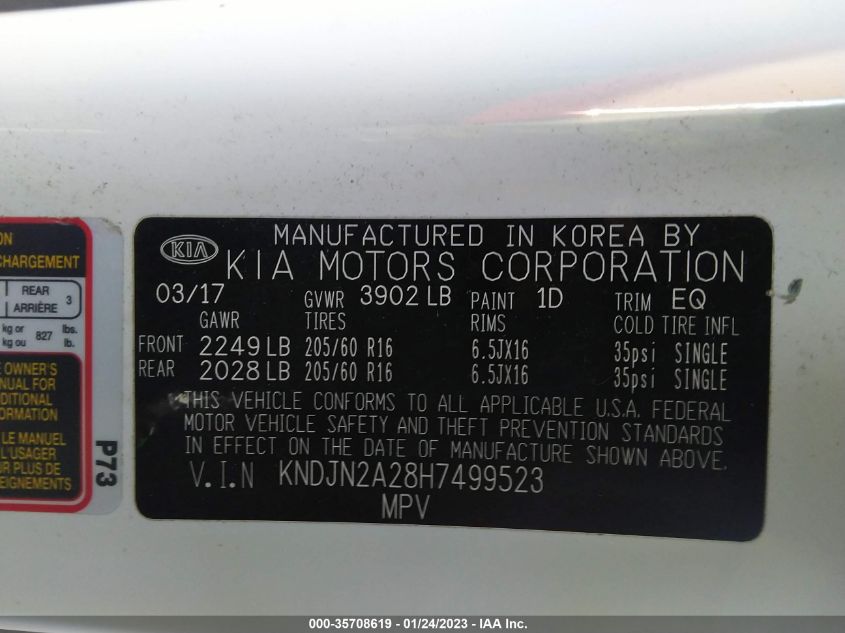 ON
CHARGEMENT
REAR
ARRIÈRE 3
kg or 827 lbs.
kg ou lb.
OWNER'S
MANUAL FOR
DDITIONAL
FORMATION
LE MANUEL
L'USAGER
UR PLUS DE
EIGNEMENTS
P73
KIA
MANUFACTURED IN KOREA BY
KIA MOTORS CORPORATION
03/17 GVWR 3902 LB PAINT 1D TRIM EQ
GAWR TIRES RIMS COLD TIRE INFL
FRONT 2249 LB 205/60 R16 6.5JX16 35psi SINGLE
REAR 2028 LB 205/60 R16 6.5JX16 35psi SINGLE
THIS VEHICLE CONFORMS TO ALL APPLICABLE U.S.A. FEDERAL
MOTOR VEHICLE SAFETY AND THEFT PREVENTION STANDARDS
IN EFFECT ON THE DATE OF MANUFACTURE SHOWN ABOVE.
V.I.N KNDJN2A28H7499523
MPV
000-35708619 - 01/24/2023 - IAA Inc.